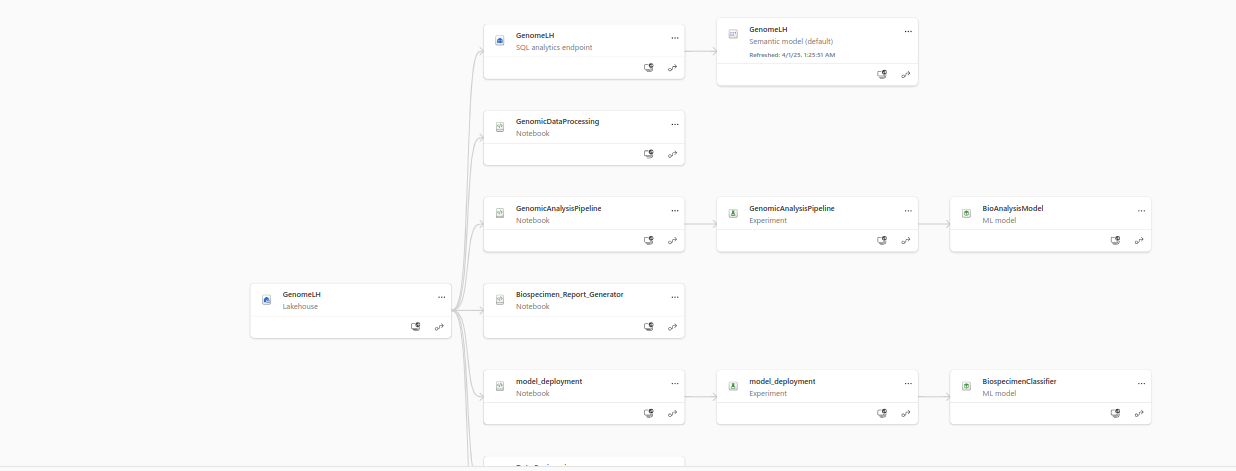 GenomeLH
SQL analytics endpoint
GenomeLH
Semantic model (default)
Refreshed: 4/1/25, 1:25:51 AM
GenomicDataProcessing
Notebook
GenomicAnalysisPipeline
Notebook
GenomicAnalysisPipeline
Experiment
BioAnalysisModel
ML model
GenomeLH
Lakehouse
Biospecimen_Report_Generator
Notebook
model_deployment
Notebook
model_deployment
Experiment
BiospecimenClassifier
ML model